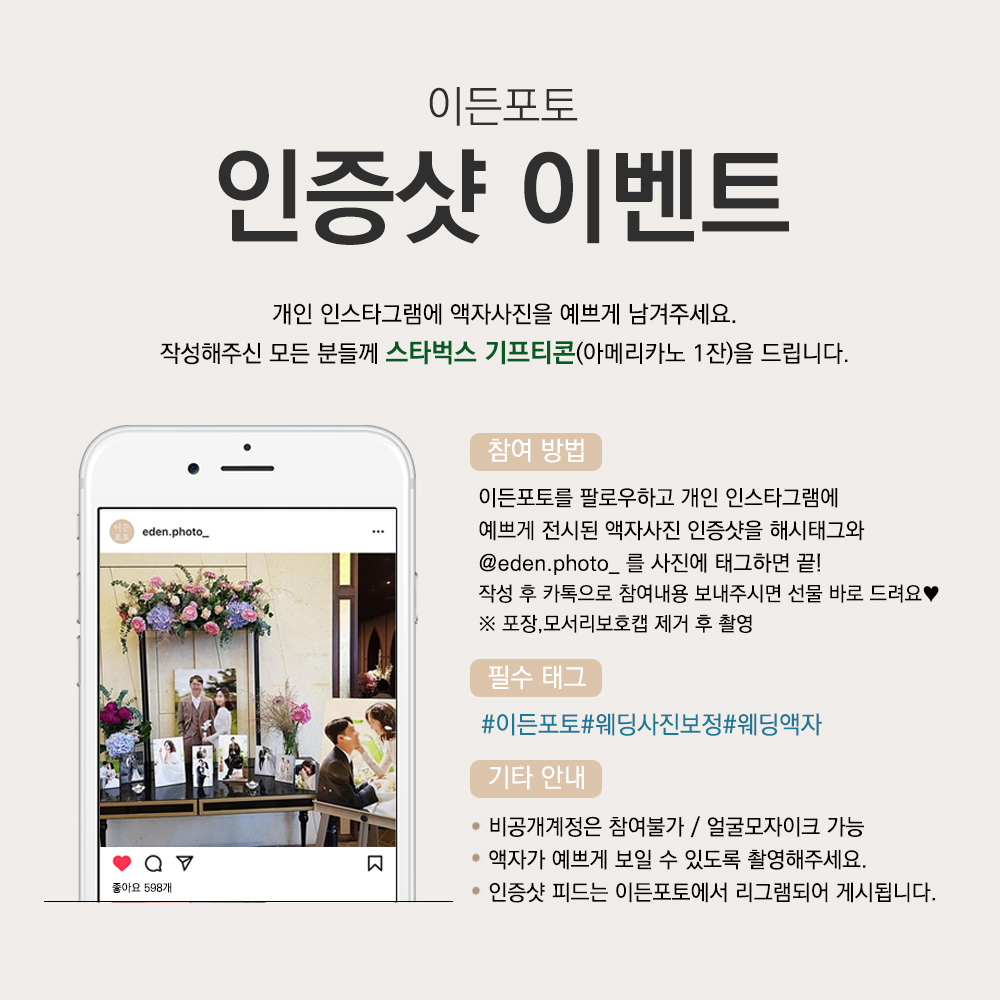 이든포토
인증샷 이벤트
개인 인스타그램에 액자사진을 예쁘게 남겨주세요.
작성해주신 모든 분들께 스타벅스 기프티콘(아메리카노 1잔)을 드립니다.
이든
포토
eden.photo_
좋아요 598개
참여 방법
이든포토를 팔로우하고 개인 인스타그램에
예쁘게 전시된 액자사진 인증샷을 해시태그와
@eden.photo_ 를 사진에 태그하면 끝!
작성 후 카톡으로 참여내용 보내주시면 선물 바로 드려요♥
※ 포장,모서리보호캡 제거 후 촬영
필수 태그
#이든포토#웨딩사진보정#웨딩액자
기타 안내
• 비공개계정은 참여불가 / 얼굴모자이크 가능
• 액자가 예쁘게 보일 수 있도록 촬영해주세요.
• 인증샷 피드는 이든포토에서 리그램되어 게시됩니다.